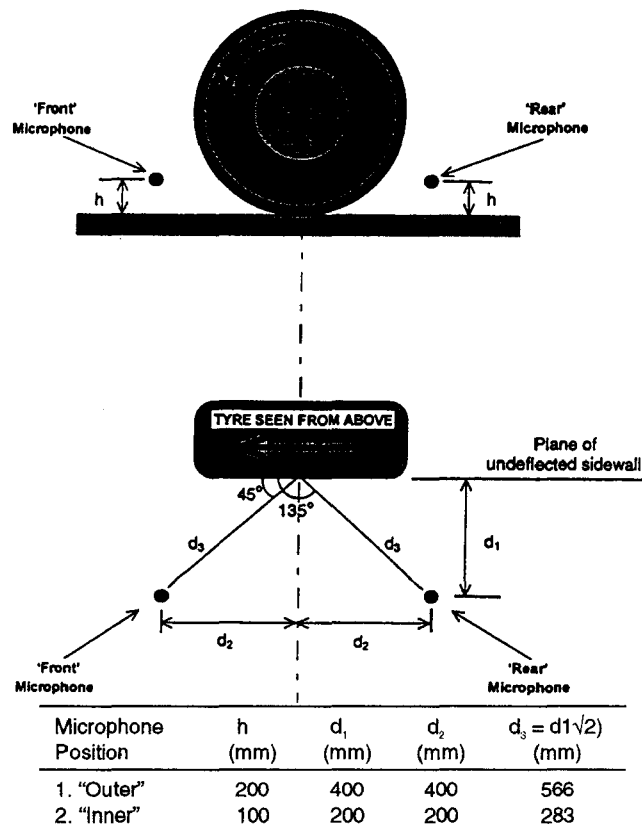 'Front'
Microphone
'Rear'
Microphone
h
h
TYRE SEEN FROM ABOVE
Plane of
undeflected sidewall
45°
135°
d₃
d₃
d₁
d₂
d₂
'Front'
Microphone
'Rear'
Microphone
Microphone Position h (mm) d₁ (mm) d₂ (mm) d₃ = d1√2) (mm)
1. "Outer" 200 400 400 566
2. "Inner" 100 200 200 283